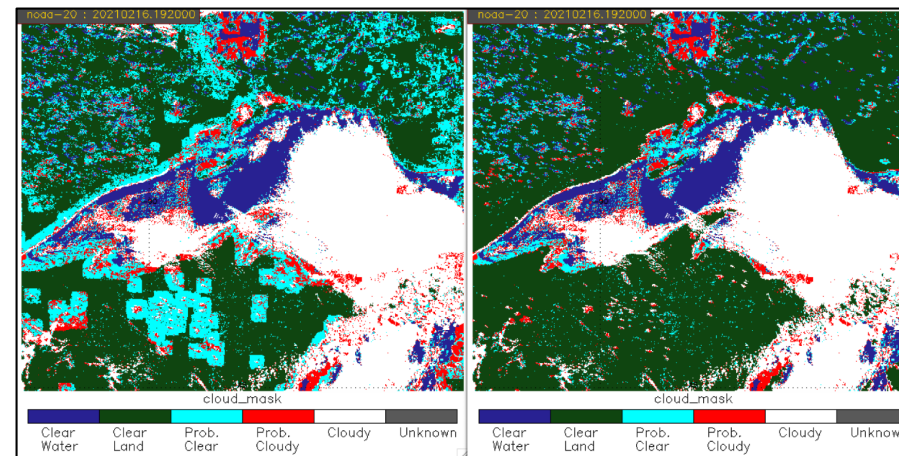 noaa-20 : 20210216.192000
cloud_mask
Clear Water
Clear Land
Prob. Clear
Prob. Cloudy
Cloudy
Unknown
noaa-20 : 20210216.192000
cloud_mask
Clear Water
Clear Land
Prob. Clear
Prob. Cloudy
Cloudy
Unknown